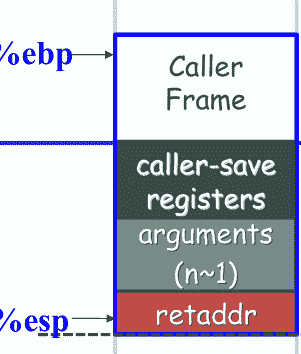 %ebp
Caller
Frame
caller-save
registers
arguments
(n~1)
%esp
retaddr